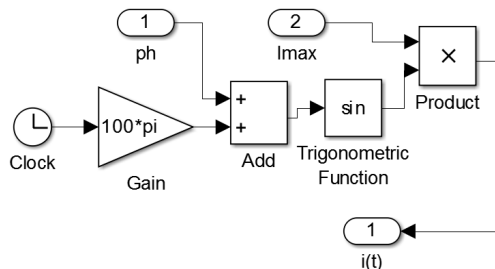 1
ph
2
Imax
×
Product
100*pi
Gain
+
+
Add
sin
Trigonometric
Function
Clock
1
i(t)